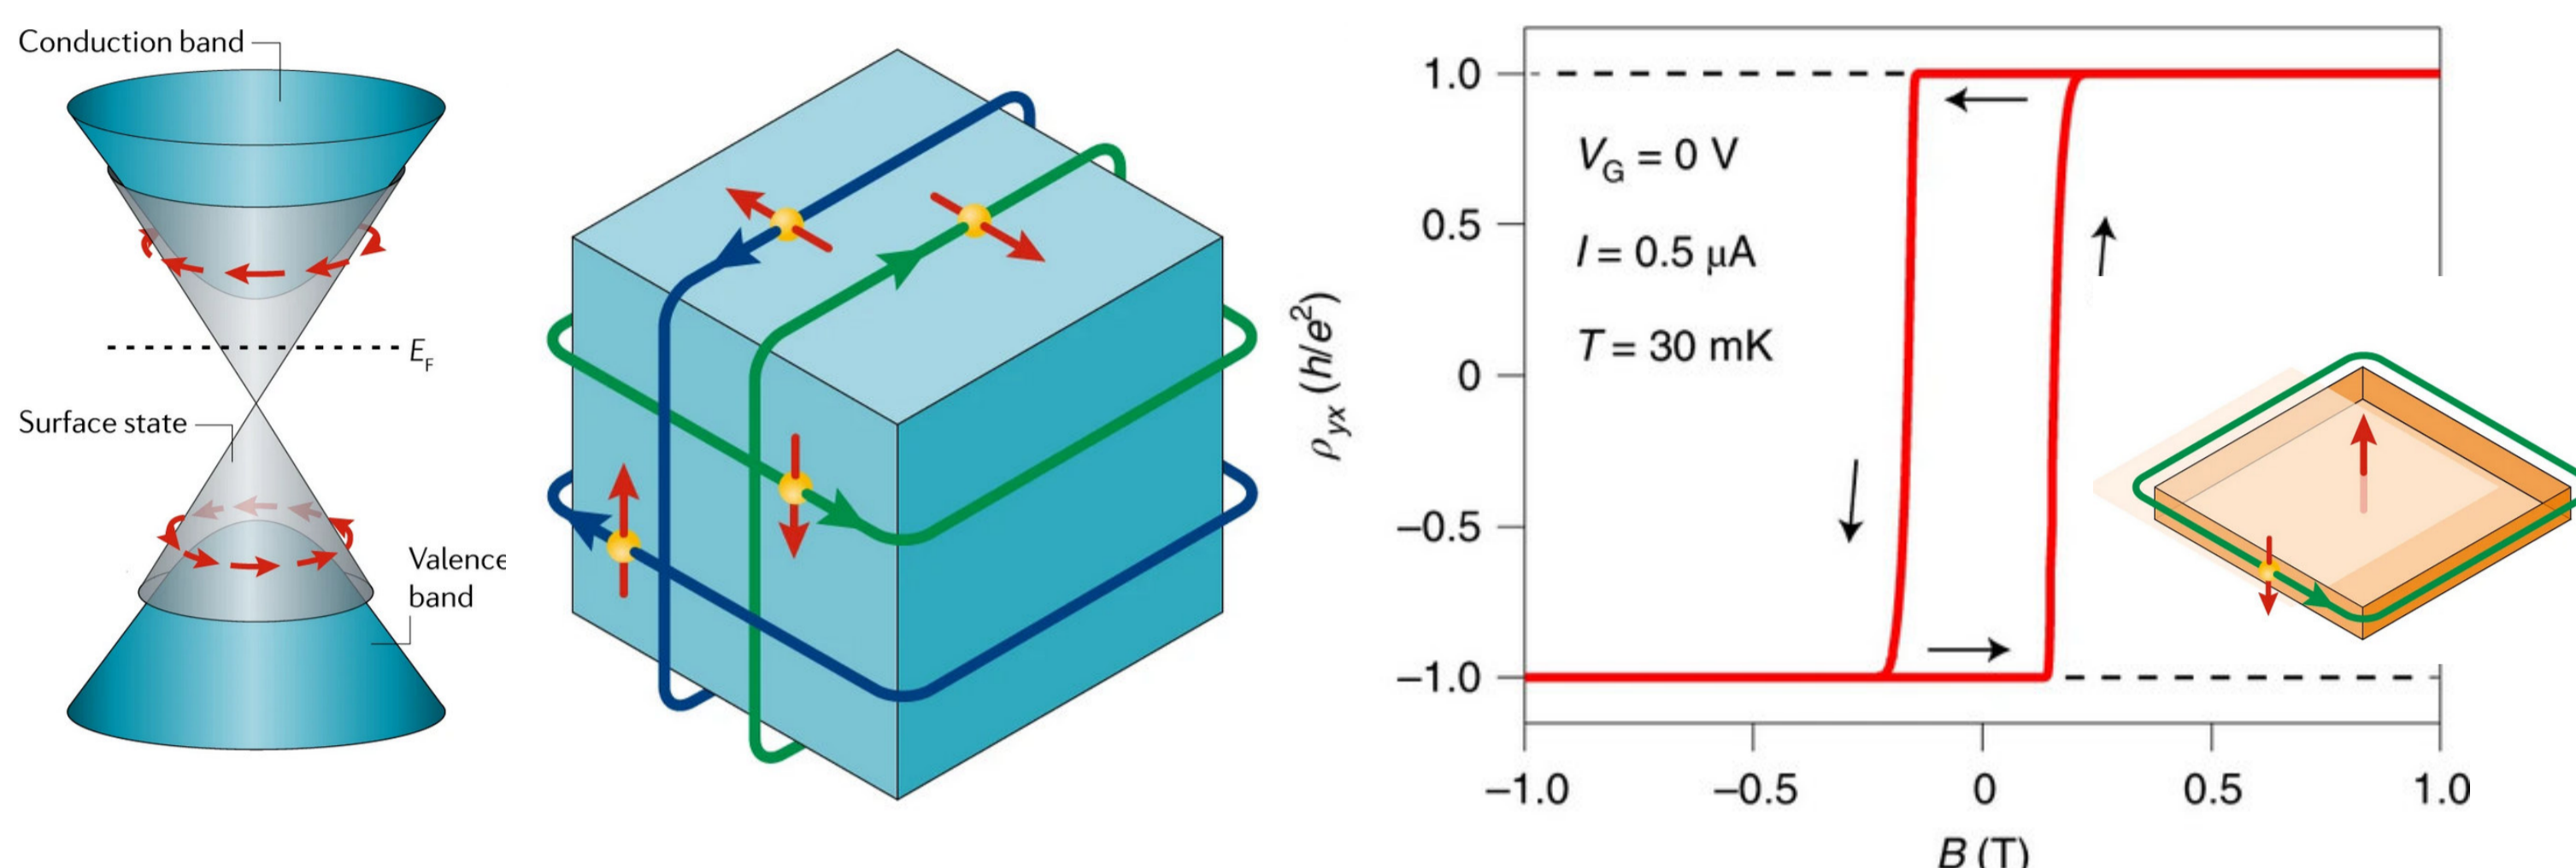 Conduction band
E_F
Surface state
Valence
band
ρ_yx (h/e²)
1.0
0.5
0
−0.5
−1.0
V_G = 0 V
I = 0.5 μA
T = 30 mK
−1.0
−0.5
0
0.5
1.0
B (T)